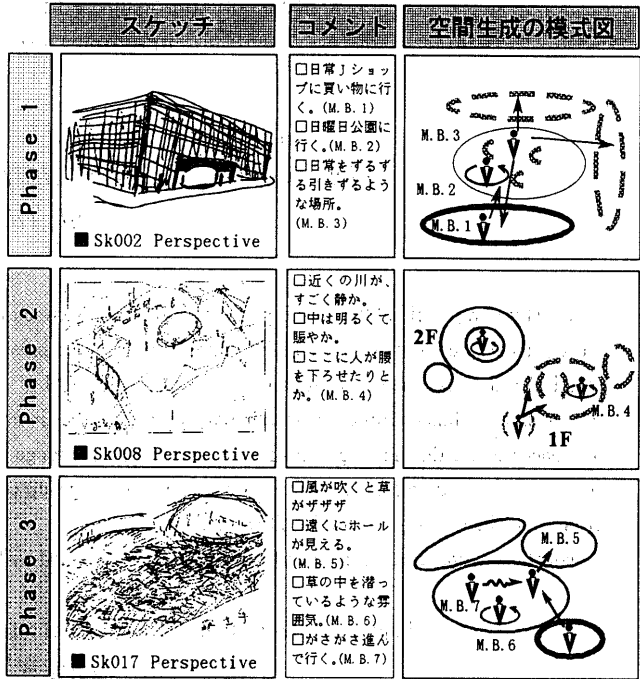 スケッチ
コメント
空間生成の模式図
Phase 1
■ Sk002 Perspective
□日常Jショッ
プに買い物に行
く。(M.B.1)
□日曜日公園に
行く。(M.B.2)
□日常をずるず
る引きずるよう
な場所。
(M.B.3)
M.B.3
M.B.2
M.B.1
Phase 2
■ Sk008 Perspective
□近くの川が、
すごく静か。
□中は明るくて
賑やか。
□ここに人が腰
を下ろせたりと
か。(M.B.4)
2F
M.B.4
1F
Phase 3
■ Sk017 Perspective
□風が吹くと草
がザザザ
□遠くにホール
が見える。
(M.B.5)
□草の中を潜っ
ているような雰
囲気。(M.B.6)
□がさがさ進ん
で行く。(M.B.7)
M.B.5
M.B.7
M.B.6